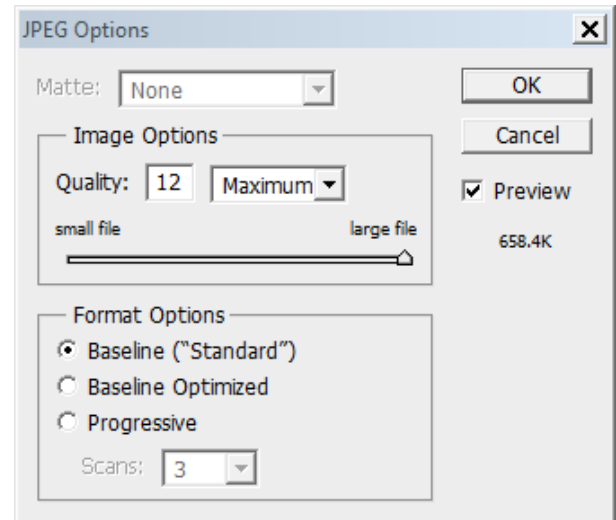 JPEG Options
Matte: None
OK
Image Options
Cancel
Quality: 12 Maximum
Preview
small file large file
658.4K
Format Options
Baseline (“Standard”)
Baseline Optimized
Progressive
Scans: 3